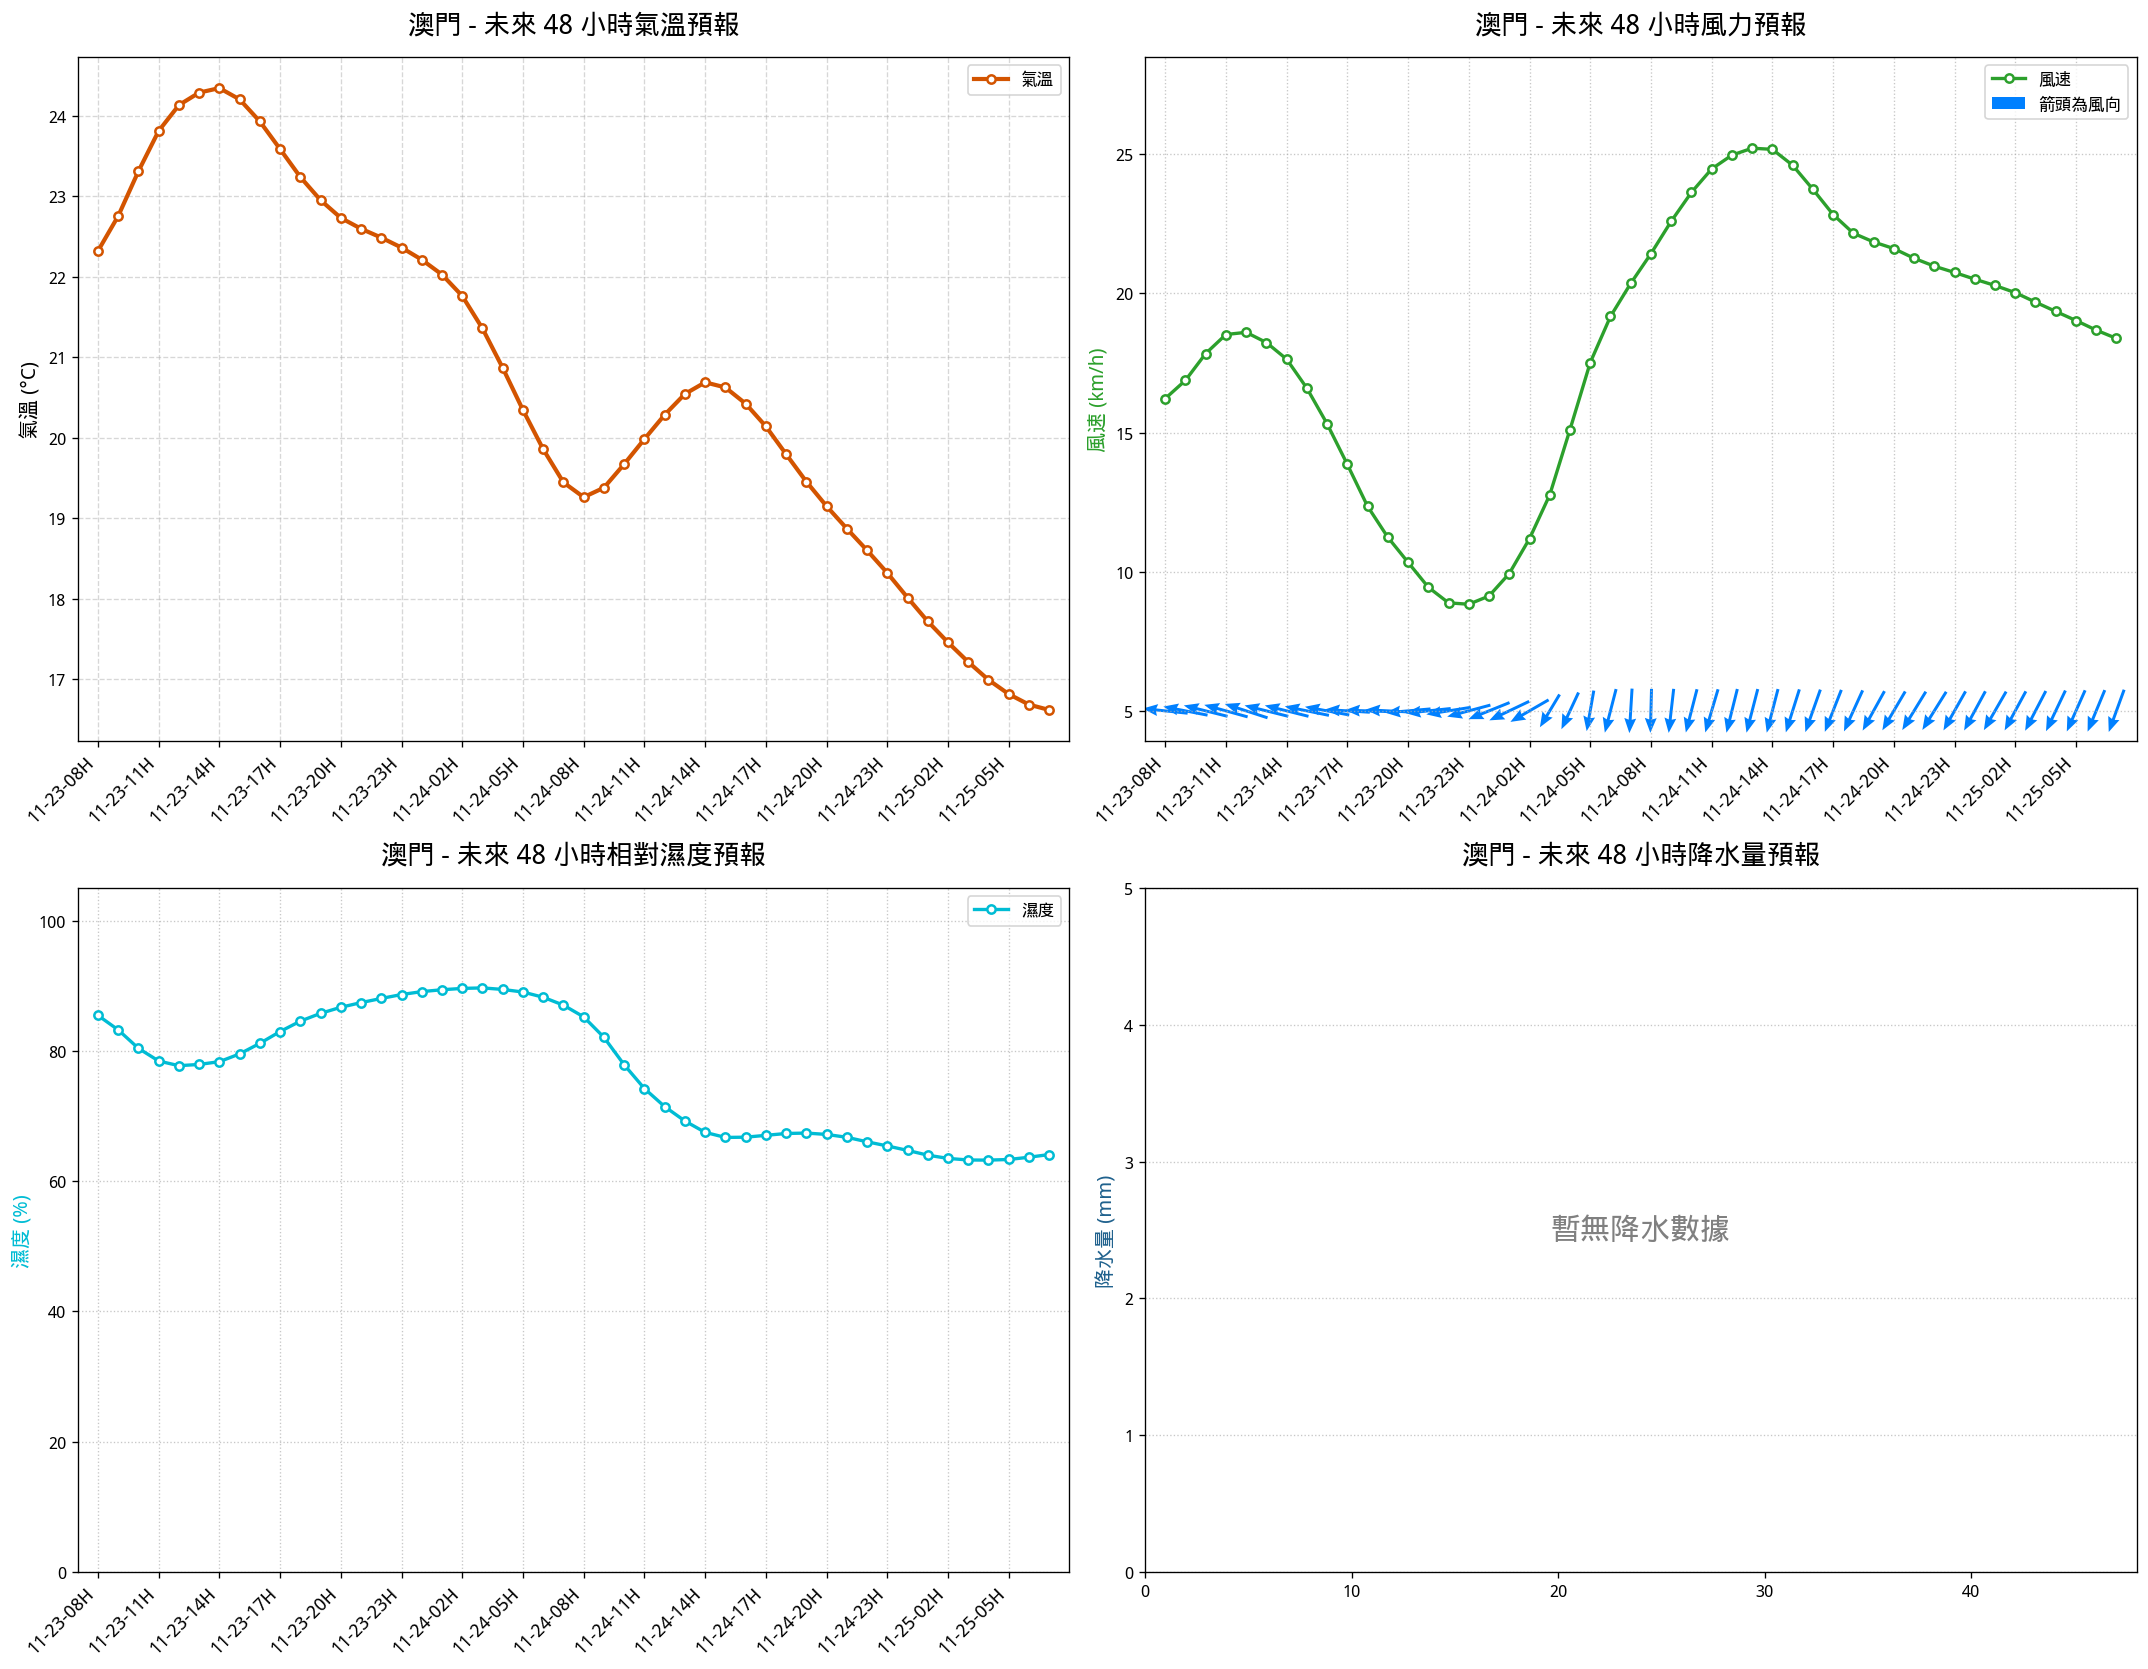 澳門 - 未來 48 小時氣溫預報
氣溫
氣溫 (°C)
24
23
22
21
20
19
18
17
11-23-08H
11-23-11H
11-23-14H
11-23-17H
11-23-20H
11-23-23H
11-24-02H
11-24-05H
11-24-08H
11-24-11H
11-24-14H
11-24-17H
11-24-20H
11-24-23H
11-25-02H
11-25-05H
澳門 - 未來 48 小時風力預報
風速
箭頭為風向
風速 (km/h)
25
20
15
10
5
11-23-08H
11-23-11H
11-23-14H
11-23-17H
11-23-20H
11-23-23H
11-24-02H
11-24-05H
11-24-08H
11-24-11H
11-24-14H
11-24-17H
11-24-20H
11-24-23H
11-25-02H
11-25-05H
澳門 - 未來 48 小時相對濕度預報
濕度
濕度 (%)
100
80
60
40
20
0
11-23-08H
11-23-11H
11-23-14H
11-23-17H
11-23-20H
11-23-23H
11-24-02H
11-24-05H
11-24-08H
11-24-11H
11-24-14H
11-24-17H
11-24-20H
11-24-23H
11-25-02H
11-25-05H
澳門 - 未來 48 小時降水量預報
降水量 (mm)
5
4
3
2
1
0
暫無降水數據
0
10
20
30
40